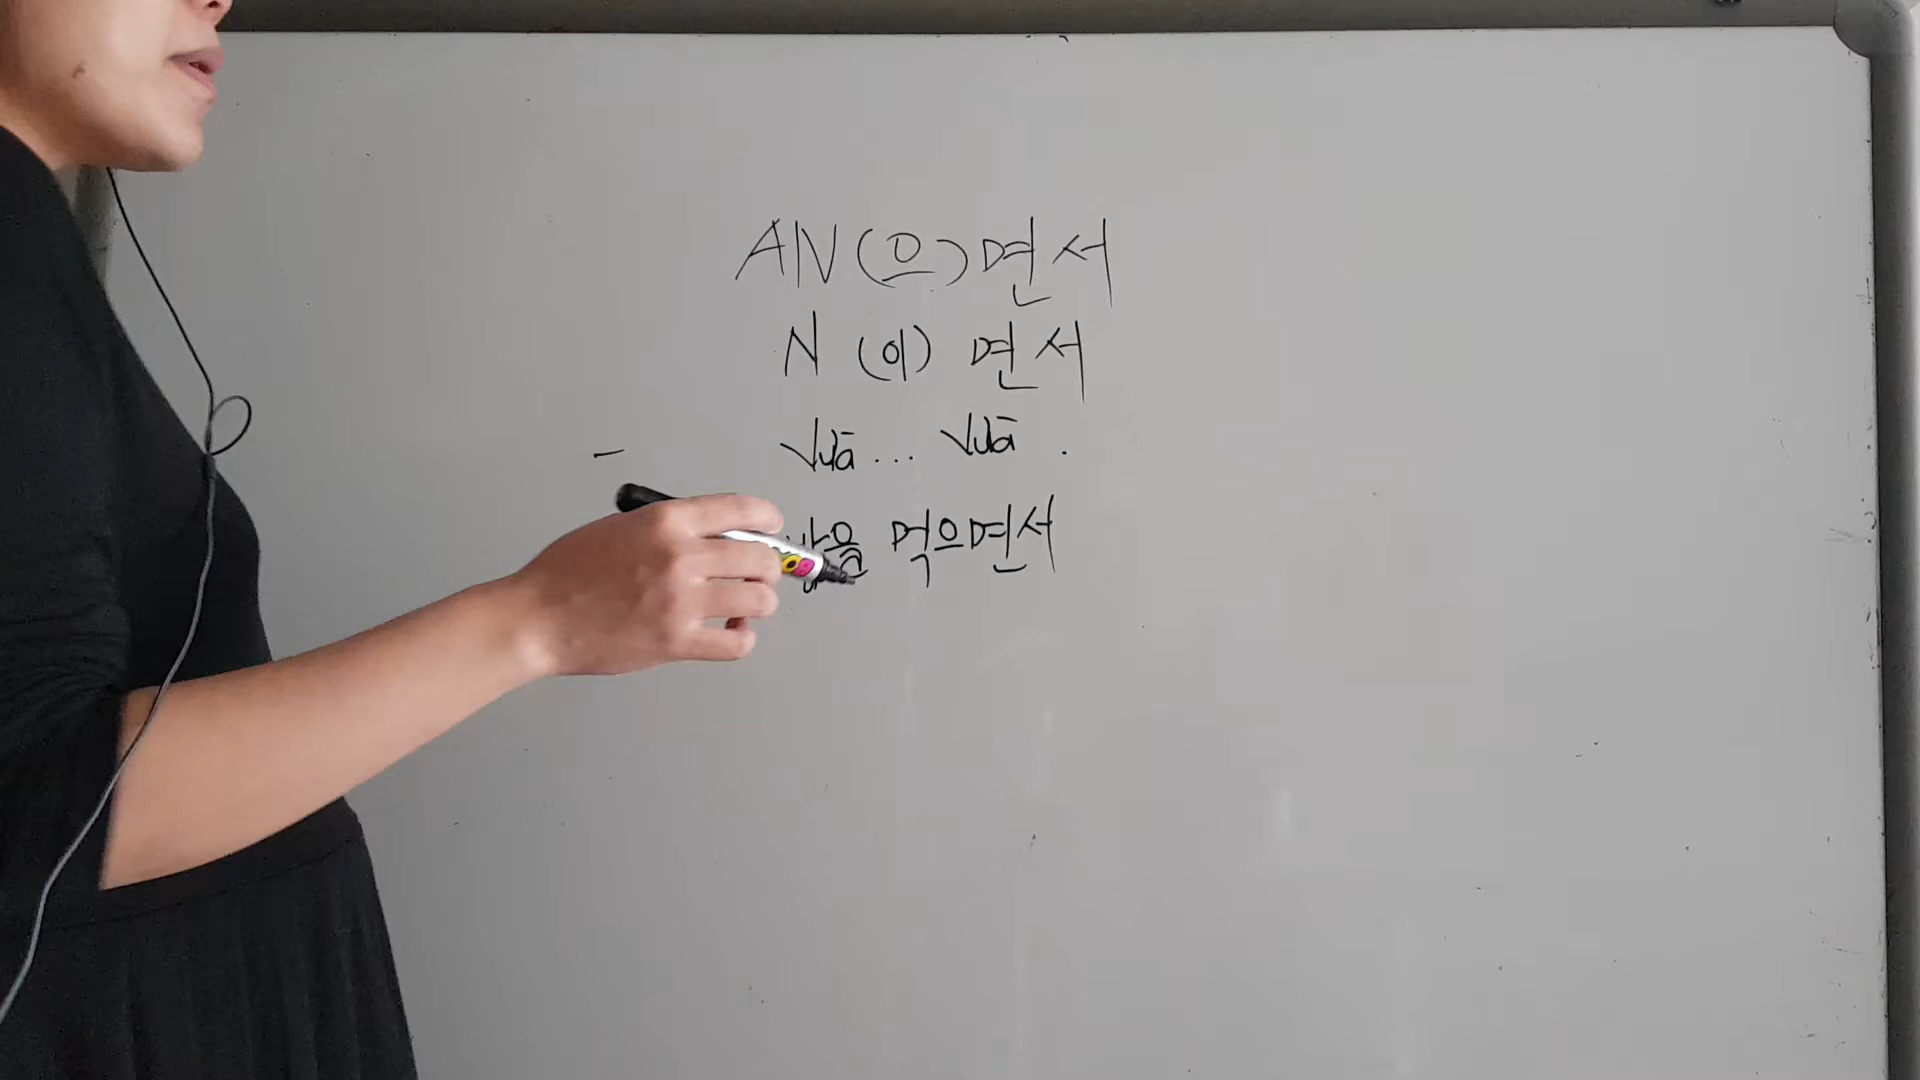 A/V (으) 면서
N (이) 면서
- Vừa ... Vừa .
밥을 먹으면서